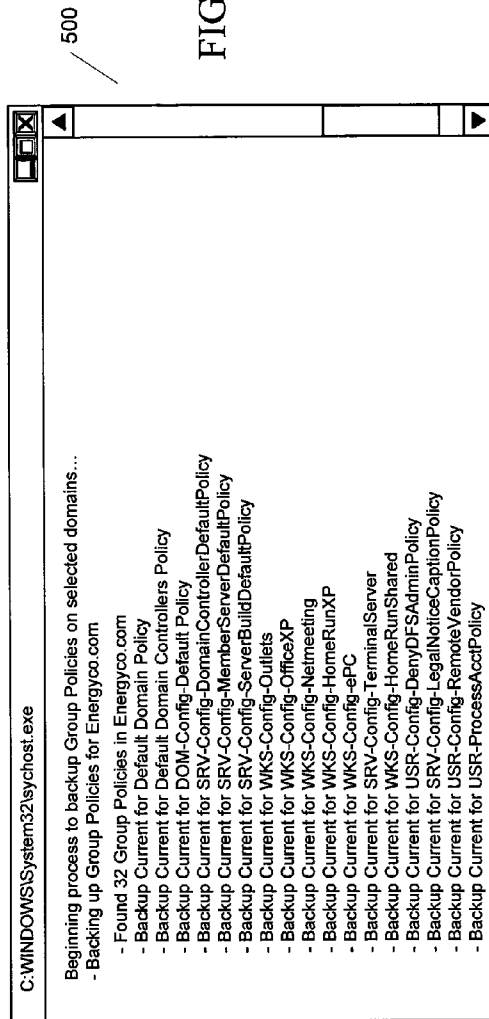 C:WINDOWS\System32\sychost.exe
Beginning process to backup Group Policies on selected domains...
- Backing up Group Policies for Energyco.com
- Found 32 Group Policies in Energyco.com
- Backup Current for Default Domain Policy
- Backup Current for Default Domain Controllers Policy
- Backup Current for DOM-Config-Default Policy
- Backup Current for SRV-Config-DomainControllerDefaultPolicy
- Backup Current for SRV-Config-MemberServerDefaultPolicy
- Backup Current for SRV-Config-ServerBuildDefaultPolicy
- Backup Current for WKS-Config-Outlets
- Backup Current for WKS-Config-OfficeXP
- Backup Current for WKS-Config-Netmeeting
- Backup Current for WKS-Config-HomeRunXP
- Backup Current for WKS-Config-ePC
- Backup Current for SRV-Config-TerminalServer
- Backup Current for WKS-Config-HomeRunShared
- Backup Current for USR-Config-DenyDFSAdminPolicy
- Backup Current for SRV-Config-LegalNoticeCaptionPolicy
- Backup Current for USR-Config-RemoteVendorPolicy
- Backup Current for USR-ProcessAcctPolicy
500
FIG